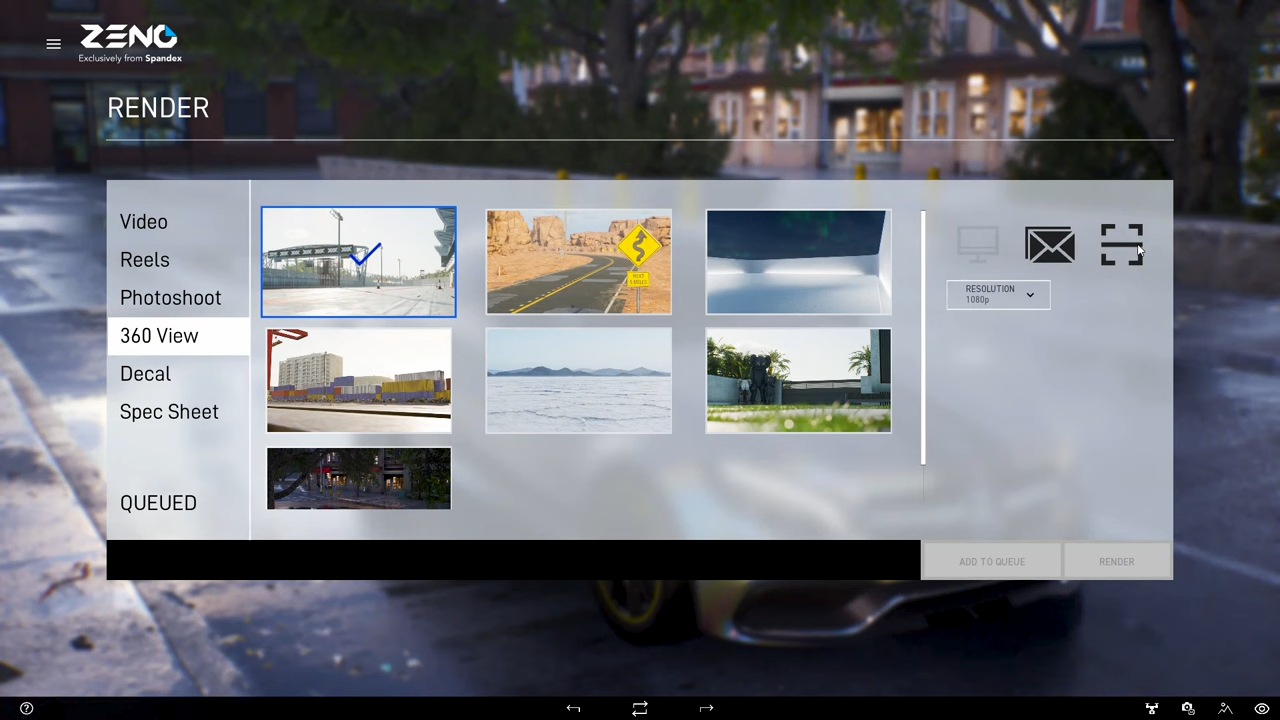 ZENO
Exclusively from Spandex
RENDER
Video
Reels
Photoshoot
360 View
Decal
Spec Sheet
QUEUED
NEXT
RESOLUTION
1080p
ADD TO QUEUE
RENDER